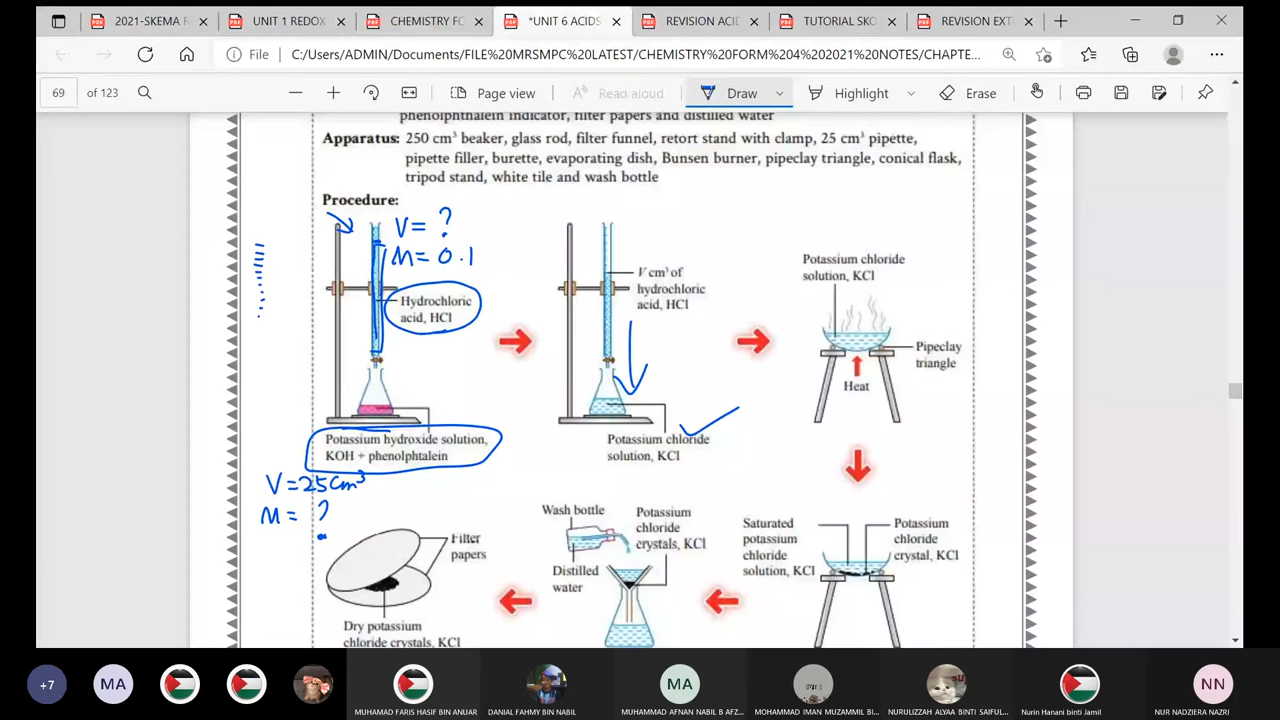 2021-SKEMA R
UNIT 1 REDOX
CHEMISTRY FO
*UNIT 6 ACIDS
REVISION ACI
TUTORIAL SKO
REVISION EXT
File
C:/Users/ADMIN/Documents/FILE%20MRSMPC%20LATEST/CHEMISTRY%20FORM%204%202021%20NOTES/CHAPTE...
69
of 123
Page view
Read aloud
Draw
Highlight
Erase
phenolphthalein indicator, filter papers and distilled water
Apparatus: 250 cm³ beaker, glass rod, filter funnel, retort stand with clamp, 25 cm³ pipette,
pipette filler, burette, evaporating dish, Bunsen burner, pipeclay triangle, conical flask,
tripod stand, white tile and wash bottle
Procedure:
V = ?
M = 0.1
Hydrochloric
acid, HCl
Potassium hydroxide solution,
KOH + phenolphtalein
V = 25 cm³
M = ?
V cm³ of
hydrochloric
acid, HCl
Potassium chloride
solution, KCl
Potassium chloride
solution, KCl
Pipeclay
triangle
Heat
Saturated
potassium
chloride
solution, KCl
Potassium
chloride
crystal, KCl
Wash bottle
Distilled
water
Potassium
chloride
crystals, KCl
Filter
papers
Dry potassium
chloride crystals, KCl
+7
MA
MUHAMAD FARIS HASIF BIN ANUAR
DANIAL FAHMY BIN NABIL
MA
MUHAMMAD AFNAN NABIL B AFZ...
MOHAMMAD IMAN MUZAMMIL BI...
NURULIZZAH ALYAA BINTI SAIFUL...
Nurin Hanani binti Jamil
NN
NUR NADZIERA NAZRI